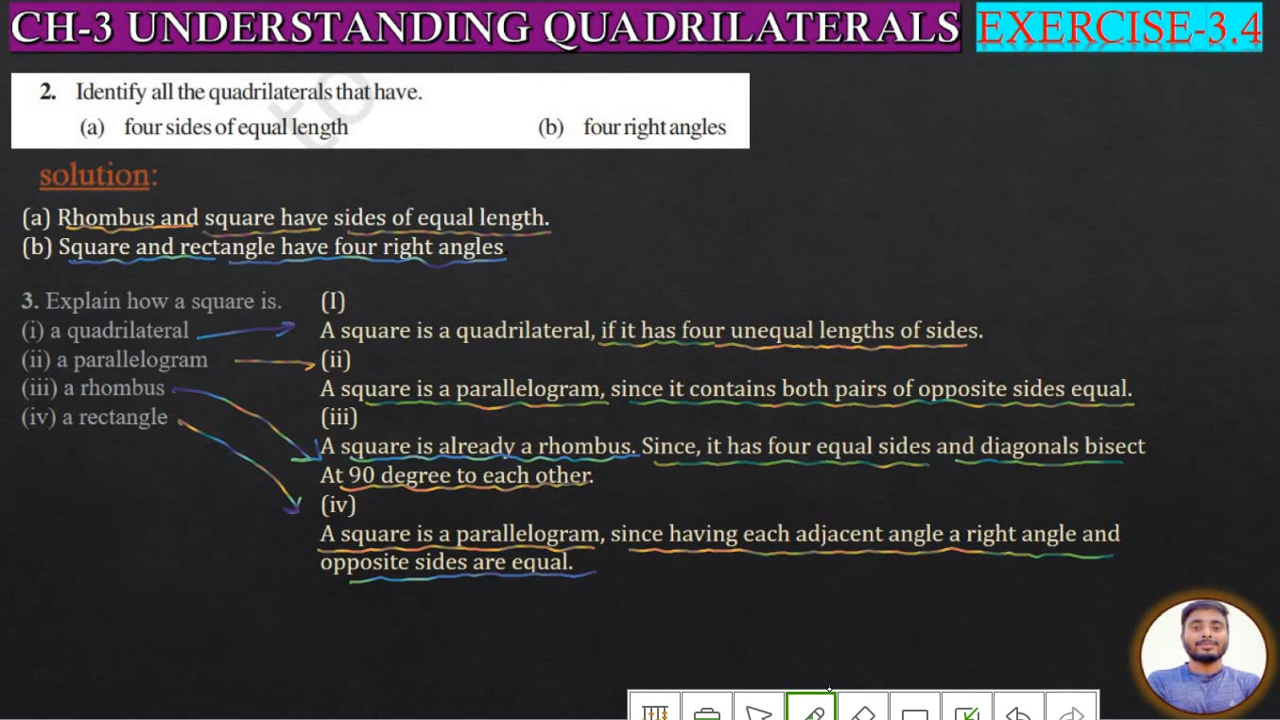 CH-3 UNDERSTANDING QUADRILATERALS EXERCISE-3.4
2. Identify all the quadrilaterals that have.
(a) four sides of equal length (b) four right angles
to
solution:
(a) Rhombus and square have sides of equal length.
(b) Square and rectangle have four right angles
3. Explain how a square is.
(i) a quadrilateral
(ii) a parallelogram
(iii) a rhombus
(iv) a rectangle
(I)
A square is a quadrilateral, if it has four unequal lengths of sides.
(ii)
A square is a parallelogram, since it contains both pairs of opposite sides equal.
(iii)
A square is already a rhombus. Since, it has four equal sides and diagonals bisect
At 90 degree to each other.
(iv)
A square is a parallelogram, since having each adjacent angle a right angle and
opposite sides are equal.